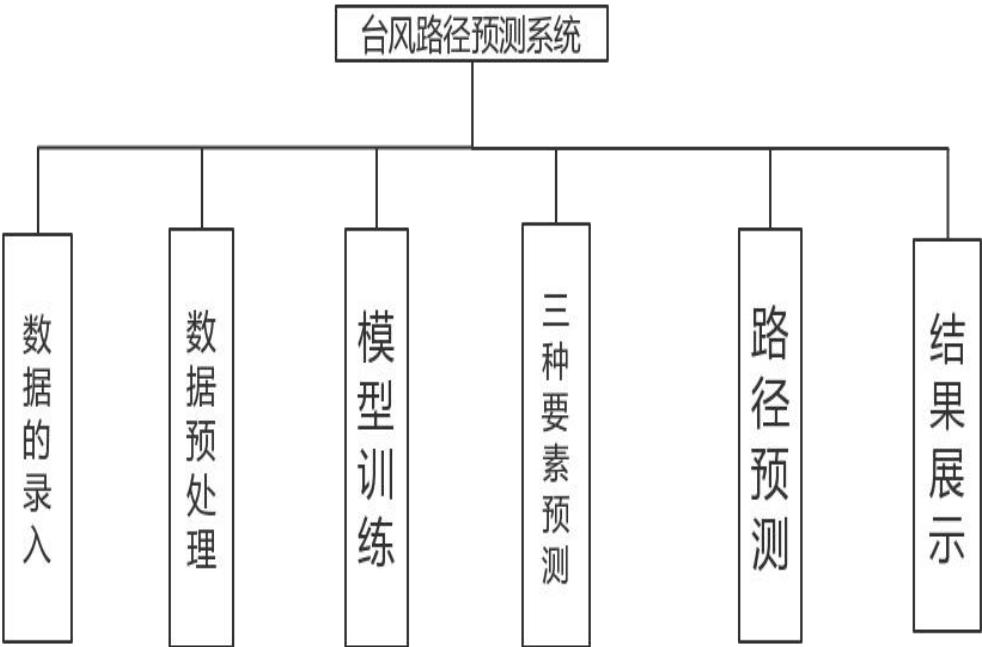 台风路径预测系统
数据的录入
数据预处理
模型训练
三种要素预测
路径预测
结果展示